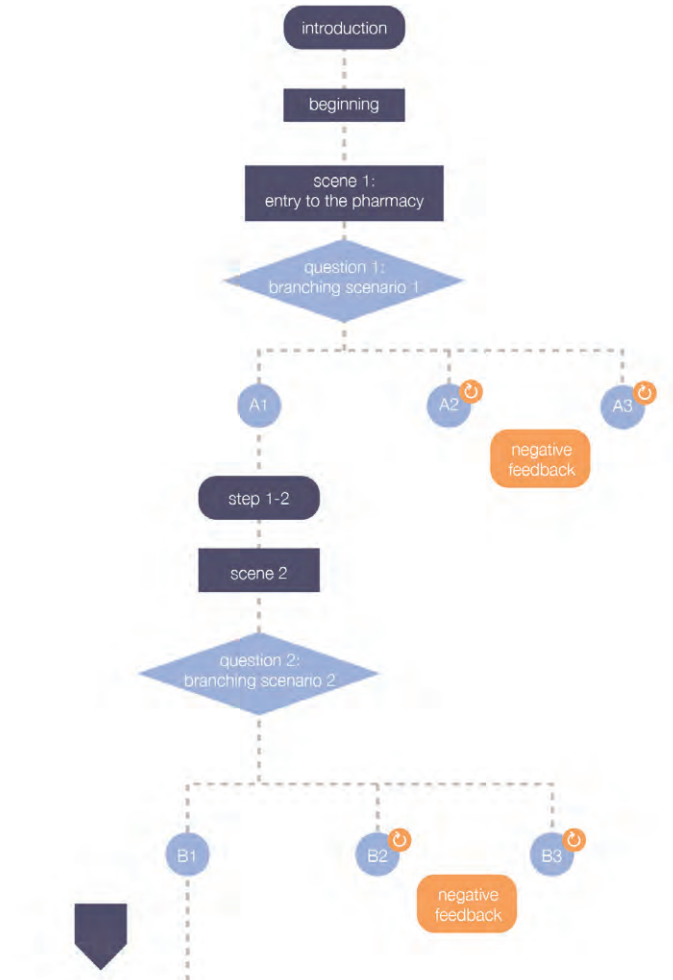 introduction
beginning
scene 1:
entry to the pharmacy
question 1:
branching scenario 1
A1
A2
A3
negative
feedback
step 1-2
scene 2
question 2:
branching scenario 2
B1
B2
B3
negative
feedback